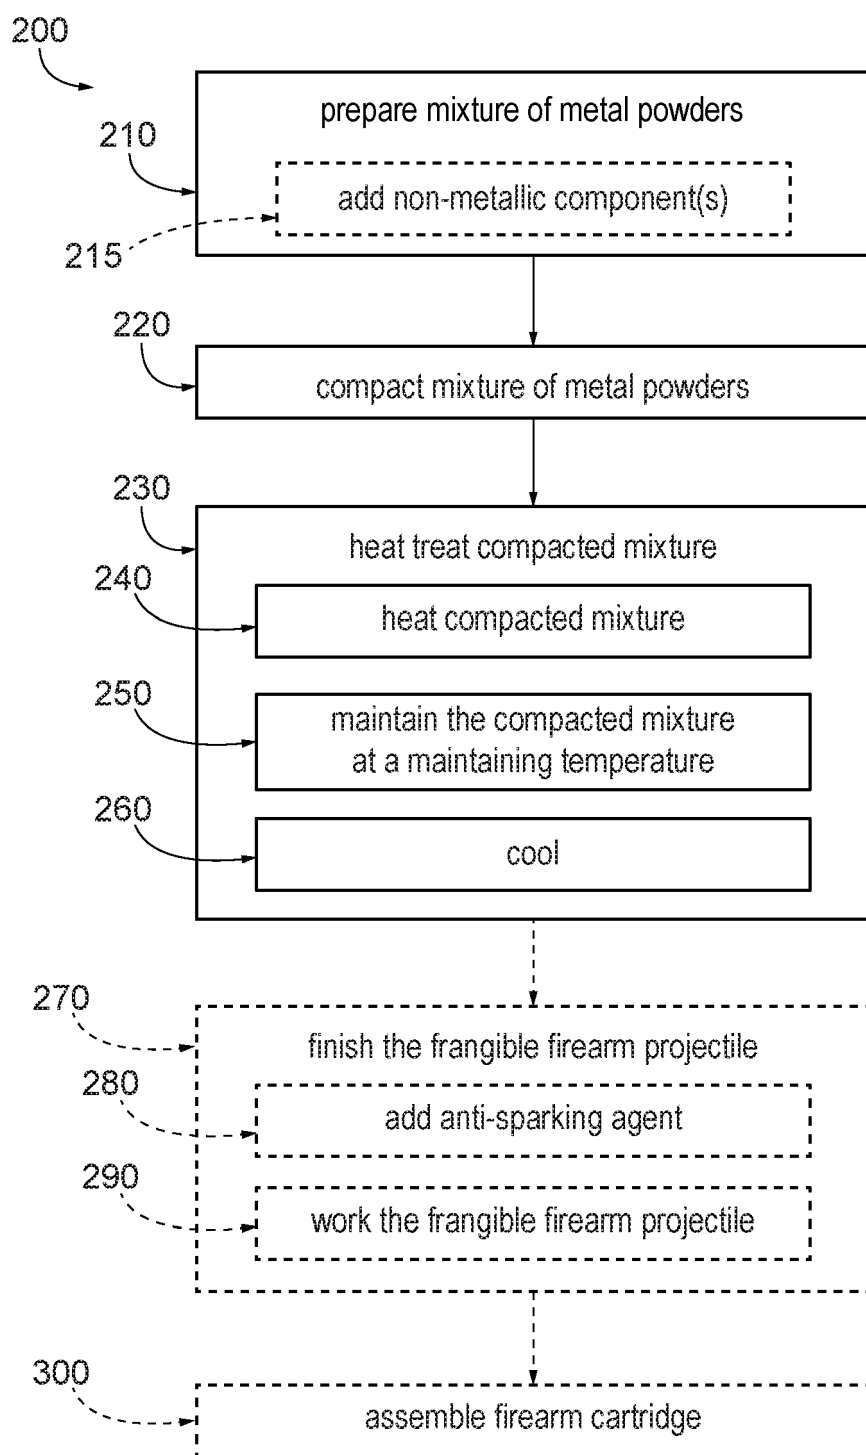 200
prepare mixture of metal powders
210
add non-metallic component(s)
215
220
compact mixture of metal powders
230
heat treat compacted mixture
240
heat compacted mixture
250
maintain the compacted mixture
at a maintaining temperature
260
cool
270
finish the frangible firearm projectile
280
add anti-sparking agent
290
work the frangible firearm projectile
300
assemble firearm cartridge